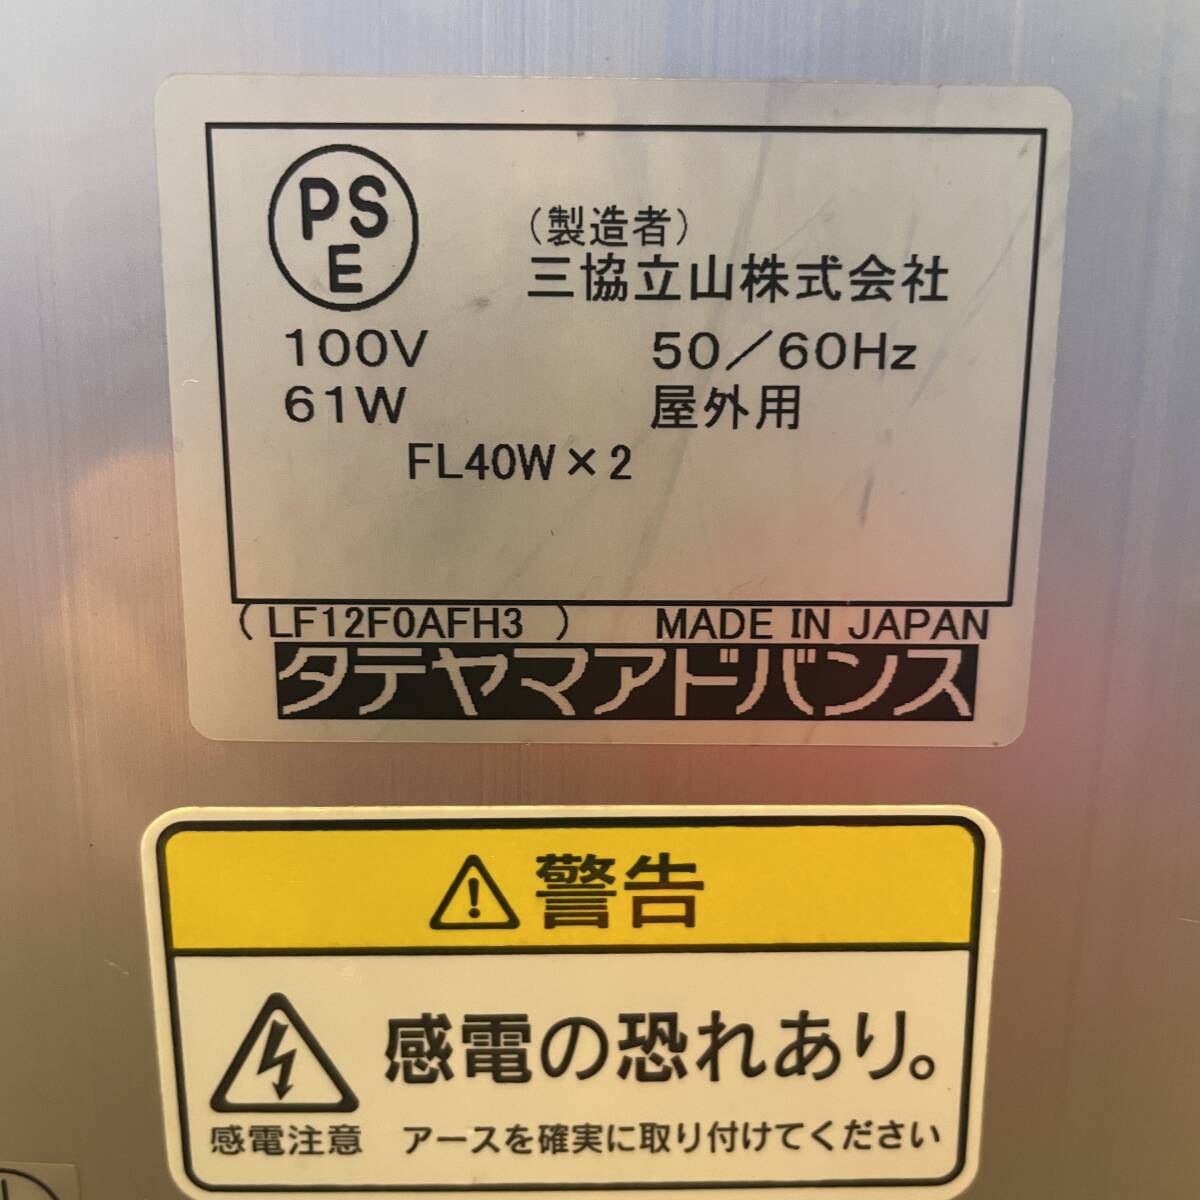 PS
E
（製造者）
三協立山株式会社
100V 50／60Hz
61W 屋外用
FL40W×2
（LF12F0AFH3 ） MADE IN JAPAN
タテヤマアドバンス
警告
感電の恐れあり。
感電注意 アースを確実に取り付けてください